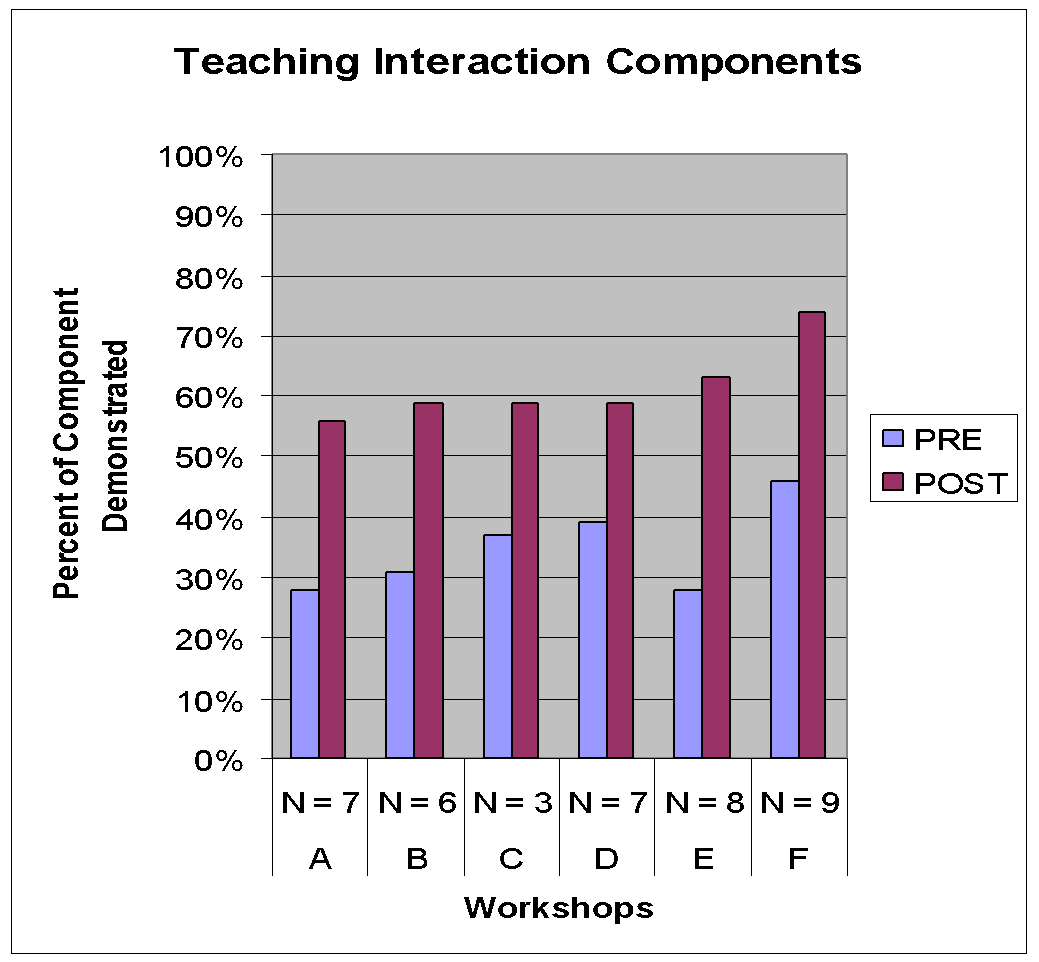 Teaching Interaction Components
100%
90%
80%
70%
60%
50%
40%
30%
20%
10%
0%
Percent of Component
Demonstrated
PRE
POST
N = 7 N = 6 N = 3 N = 7 N = 8 N = 9
A B C D E F
Workshops